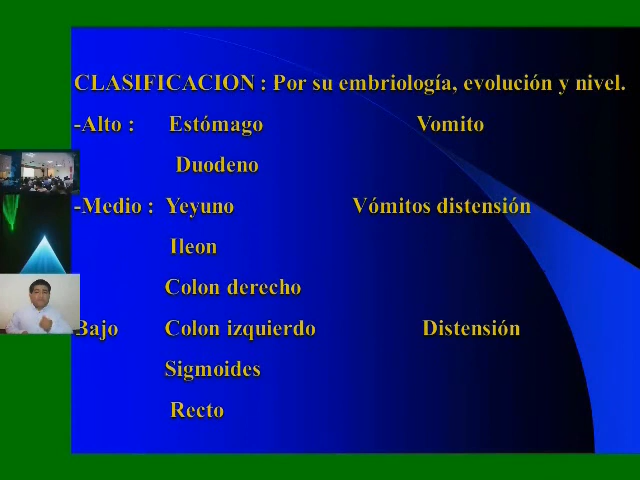 CLASIFICACION : Por su embriología, evolución y nivel.
-Alto : Estómago Vomito
Duodeno
-Medio : Yeyuno Vómitos distensión
Ileon
Colon derecho
Bajo Colon izquierdo Distensión
Sigmoides
Recto